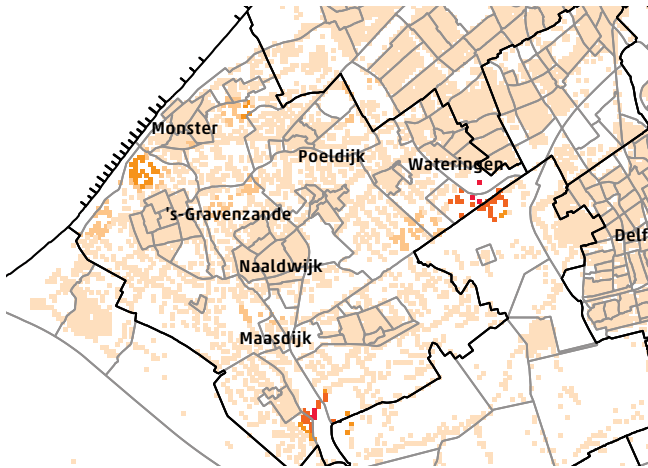 Monster
Poeldijk
Wateringen
's-Gravenzande
Delf
Naaldwijk
Maasdijk